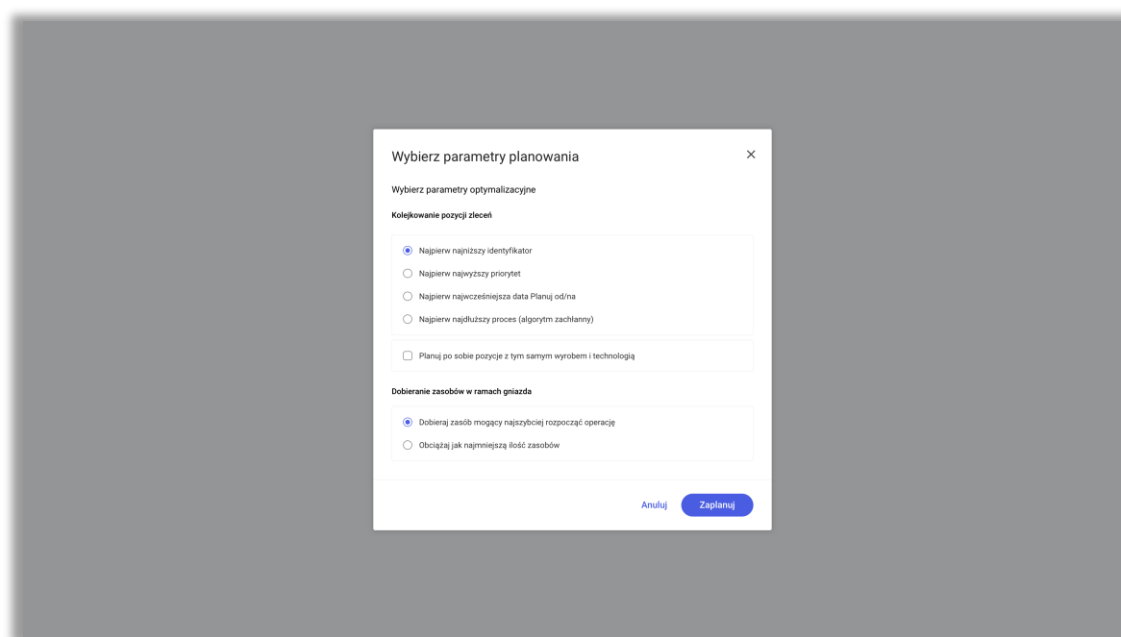 Wybierz parametry planowania
Wybierz parametry optymalizacyjne
Kolejkowanie pozycji zleceń
Najpierw najniższy identyfikator
Najpierw najwyższy priorytet
Najpierw najwcześniejsza data Planuj od/na
Najpierw najdłuższy proces (algorytm zachłanny)
Planuj po sobie pozycje z tym samym wyrobem i technologią
Dobieranie zasobów w ramach gniazda
Dobieraj zasób mogący najszybciej rozpocząć operację
Obciążaj jak najmniejszą ilość zasobów
Anuluj Zaplanuj